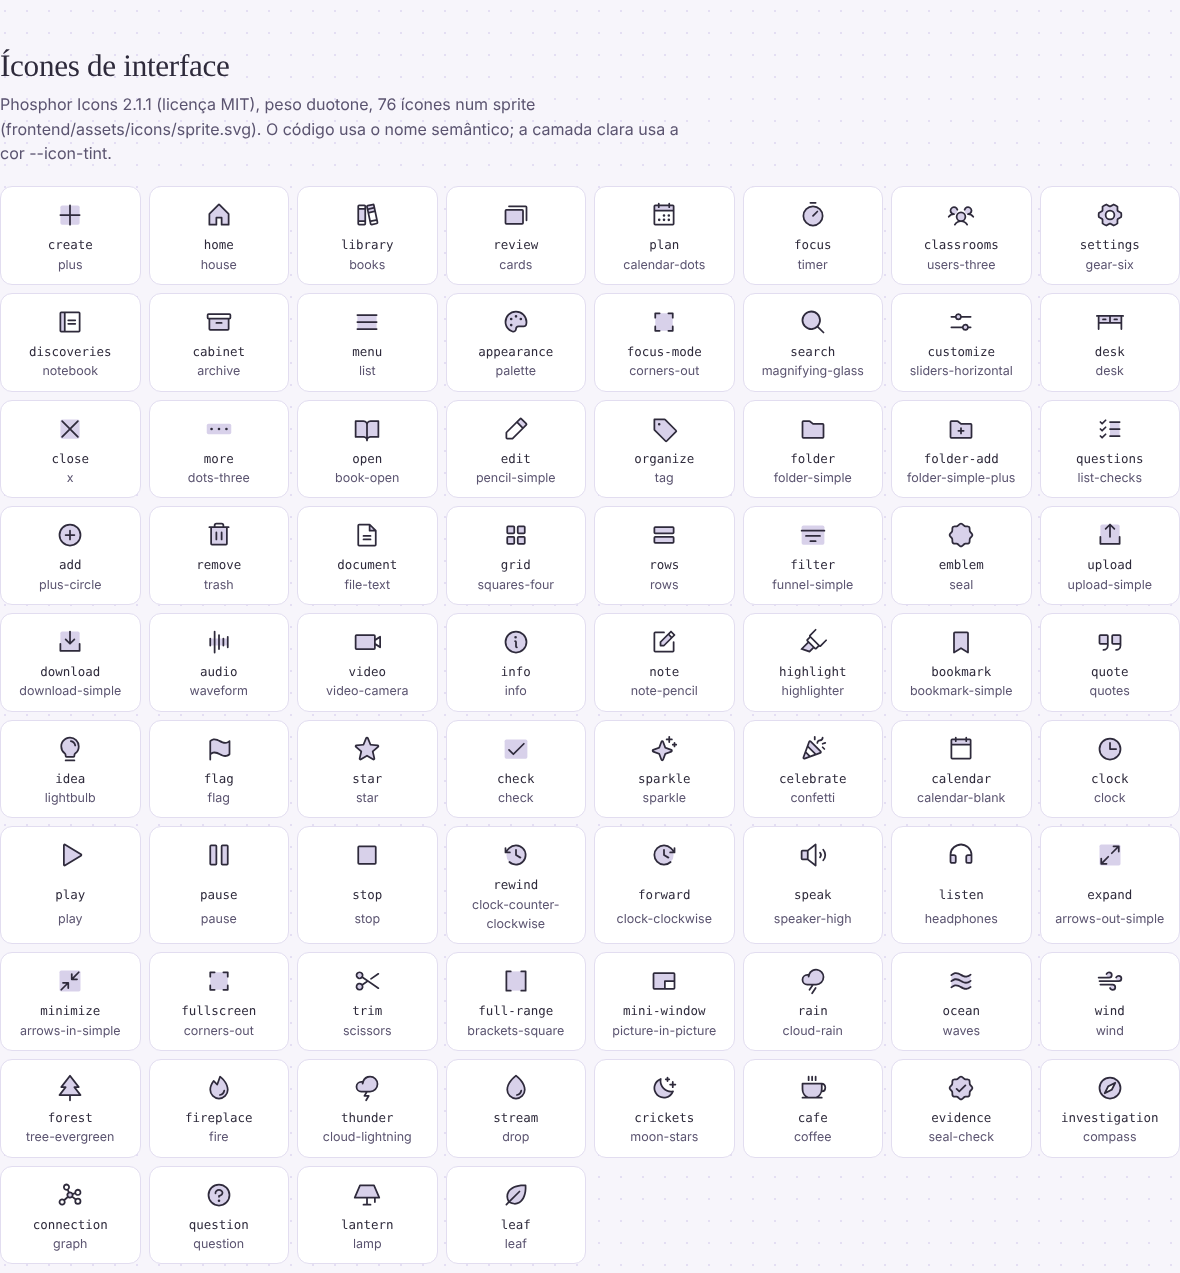 Ícones de interface
Phosphor Icons 2.1.1 (licença MIT), peso duotone, 76 ícones num sprite
(frontend/assets/icons/sprite.svg). O código usa o nome semântico; a camada clara usa a
cor --icon-tint.
create
plus
home
house
library
books
review
cards
plan
calendar-dots
focus
timer
classrooms
users-three
settings
gear-six
discoveries
notebook
cabinet
archive
menu
list
appearance
palette
focus-mode
corners-out
search
magnifying-glass
customize
sliders-horizontal
desk
desk
close
x
more
dots-three
open
book-open
edit
pencil-simple
organize
tag
folder
folder-simple
folder-add
folder-simple-plus
questions
list-checks
add
plus-circle
remove
trash
document
file-text
grid
squares-four
rows
rows
filter
funnel-simple
emblem
seal
upload
upload-simple
download
download-simple
audio
waveform
video
video-camera
info
info
note
note-pencil
highlight
highlighter
bookmark
bookmark-simple
quote
quotes
idea
lightbulb
flag
flag
star
star
check
check
sparkle
sparkle
celebrate
confetti
calendar
calendar-blank
clock
clock
play
play
pause
pause
stop
stop
rewind
clock-counter-
clockwise
forward
clock-clockwise
speak
speaker-high
listen
headphones
expand
arrows-out-simple
minimize
arrows-in-simple
fullscreen
corners-out
trim
scissors
full-range
brackets-square
mini-window
picture-in-picture
rain
cloud-rain
ocean
waves
wind
wind
forest
tree-evergreen
fireplace
fire
thunder
cloud-lightning
stream
drop
crickets
moon-stars
cafe
coffee
evidence
seal-check
investigation
compass
connection
graph
question
question
lantern
lamp
leaf
leaf